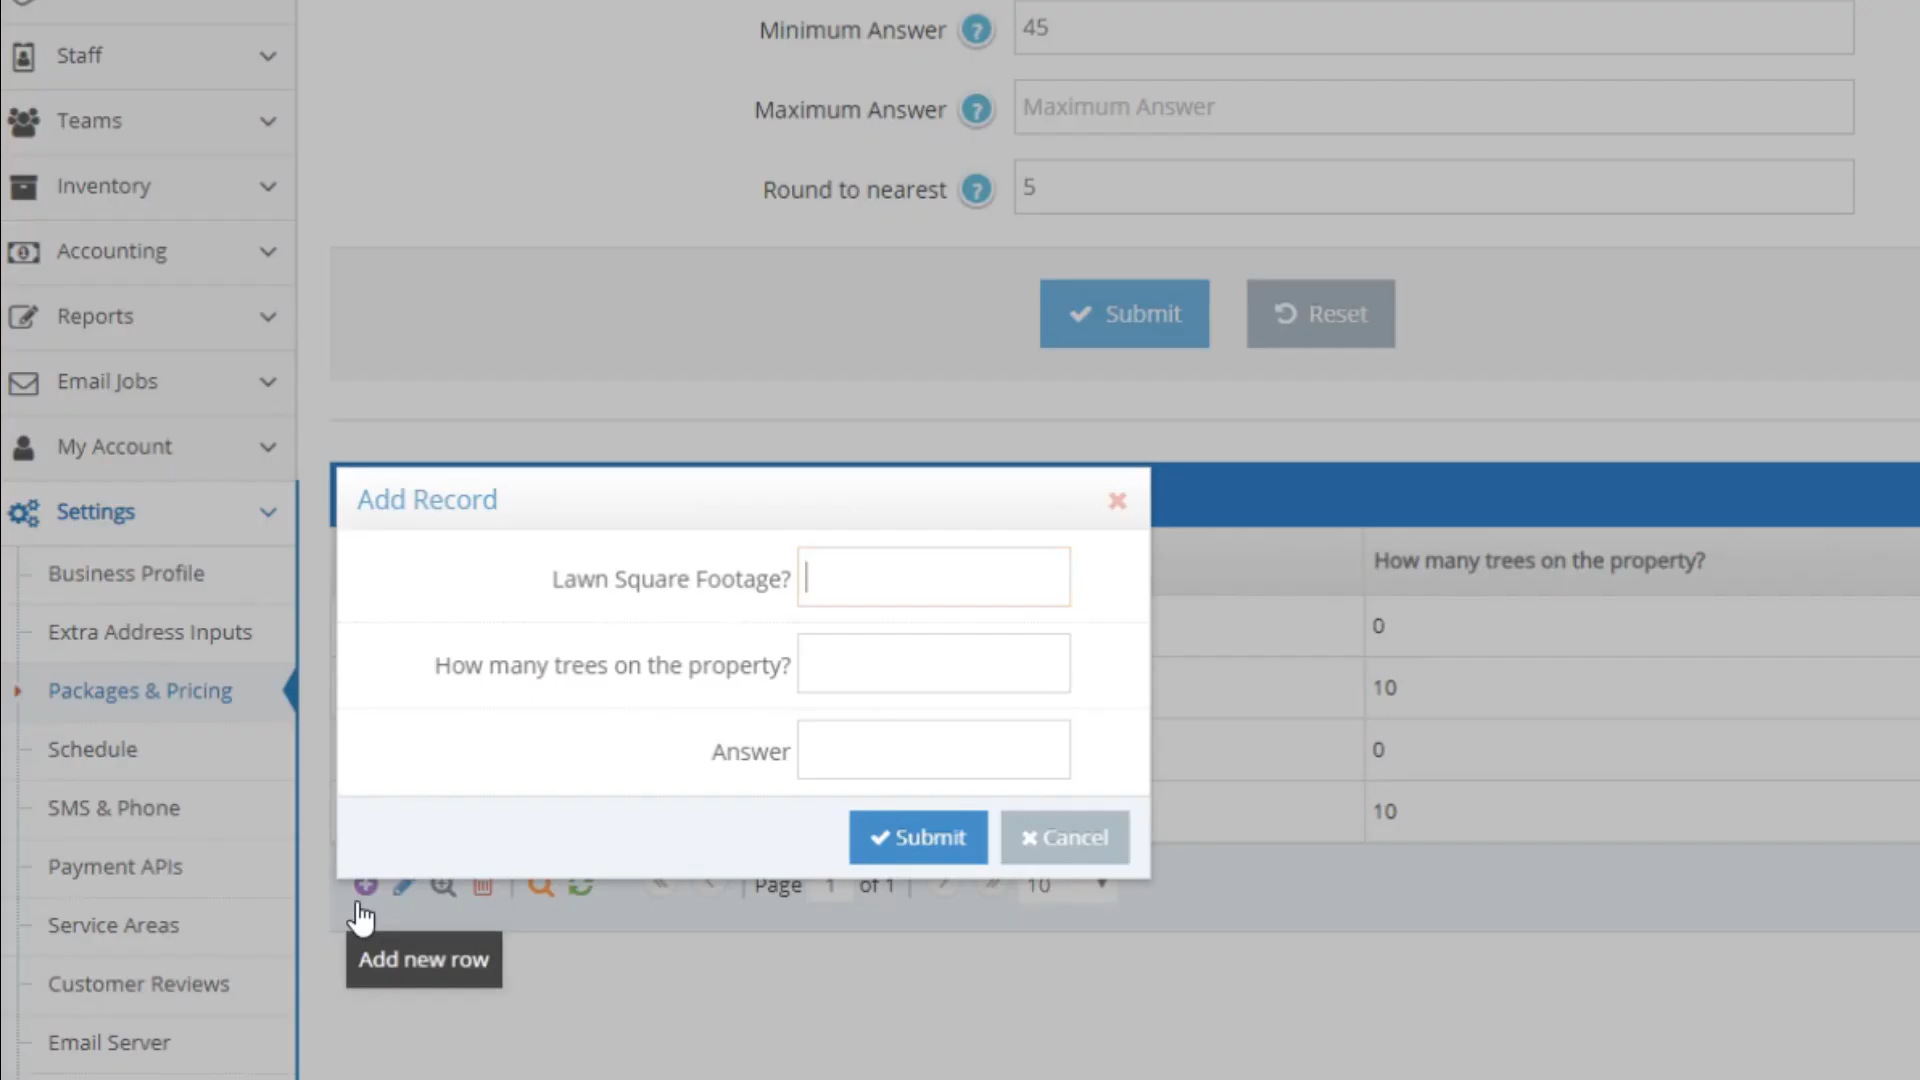 Staff
Teams
Inventory
Accounting
Reports
Email Jobs
My Account
Settings
Business Profile
Extra Address Inputs
Packages & Pricing
Schedule
SMS & Phone
Payment APIs
Service Areas
Customer Reviews
Email Server
Minimum Answer ? 45
Maximum Answer ? Maximum Answer
Round to nearest ? 5
Submit Reset
Add Record
Lawn Square Footage?
How many trees on the property?
Answer
Submit Cancel
How many trees on the property?
0
10
0
10
Page 1 of 1 10
Add new row